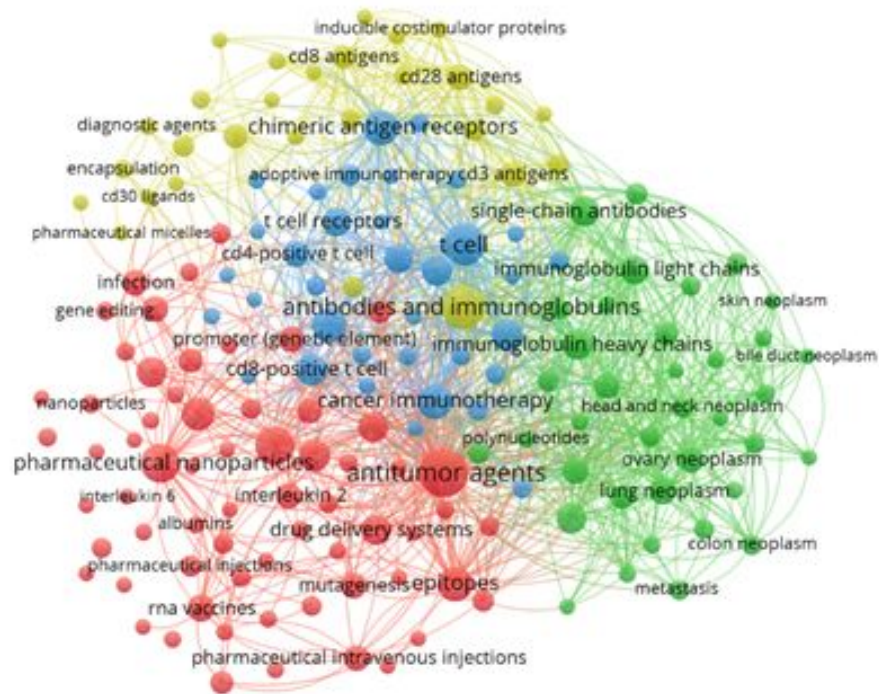 inducible costimulator proteins
cd8 antigens
cd28 antigens
diagnostic agents
chimeric antigen receptors
encapsulation
adoptive immunotherapy
cd3 antigens
cd30 ligands
t cell receptors
single-chain antibodies
pharmaceutical micelles
cd4-positive t cell
t cell
immunoglobulin light chains
infection
gene editing
antibodies and immunoglobulins
skin neoplasm
promoter (genetic element)
immunoglobulin heavy chains
bile duct neoplasm
cd8-positive t cell
nanoparticles
cancer immunotherapy
head and neck neoplasm
polynucleotides
pharmaceutical nanoparticles
antitumor agents
ovary neoplasm
interleukin 6
interleukin 2
lung neoplasm
albumins
drug delivery systems
colon neoplasm
pharmaceutical injections
mutagenesis
epitopes
metastasis
rna vaccines
pharmaceutical intravenous injections